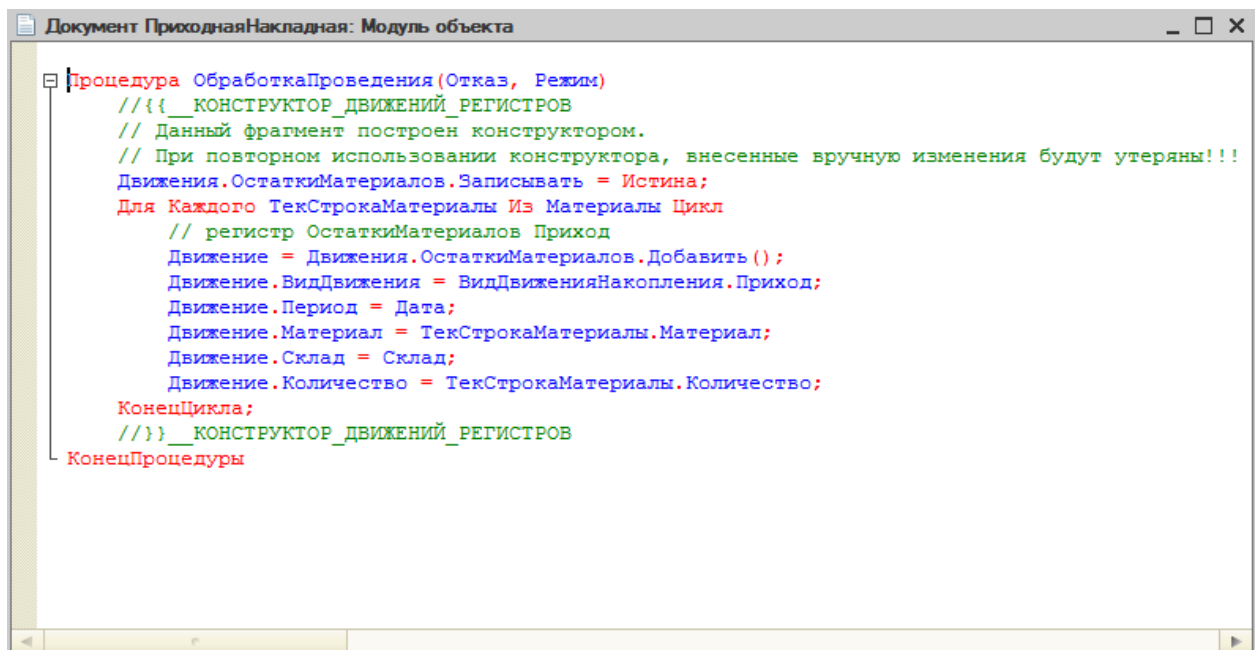 Документ ПриходнаяНакладная: Модуль объекта
Процедура ОбработкаПроведения(Отказ, Режим)
//{{__КОНСТРУКТОР_ДВИЖЕНИЙ_РЕГИСТРОВ
// Данный фрагмент построен конструктором.
// При повторном использовании конструктора, внесенные вручную изменения будут утеряны!!!
Движения.ОстаткиМатериалов.Записывать = Истина;
Для Каждого ТекСтрокаМатериалы Из Материалы Цикл
// регистр ОстаткиМатериалов Приход
Движение = Движения.ОстаткиМатериалов.Добавить();
Движение.ВидДвижения = ВидДвиженияНакопления.Приход;
Движение.Период = Дата;
Движение.Материал = ТекСтрокаМатериалы.Материал;
Движение.Склад = Склад;
Движение.Количество = ТекСтрокаМатериалы.Количество;
КонецЦикла;
//}}__КОНСТРУКТОР_ДВИЖЕНИЙ_РЕГИСТРОВ
КонецПроцедуры